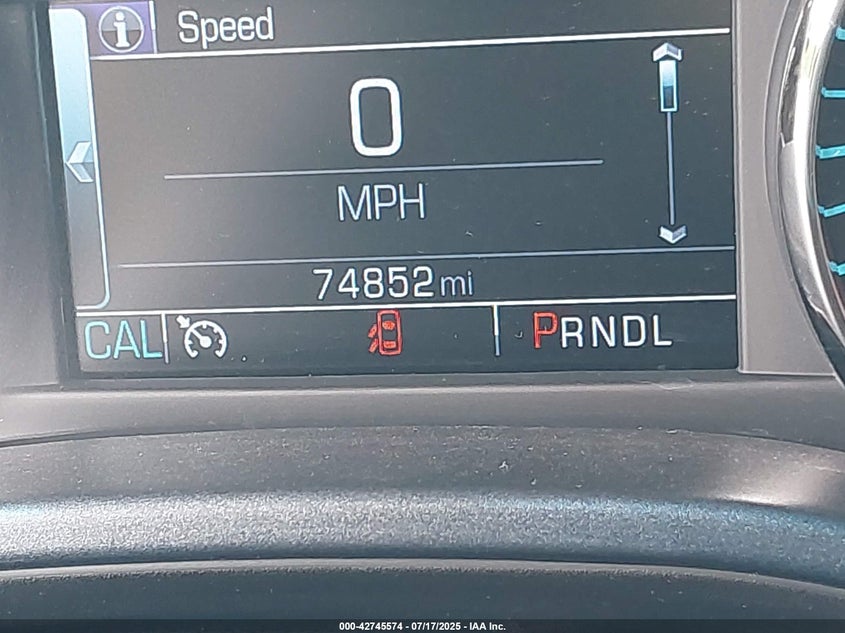 i Speed
0
MPH
74852 mi
CAL PRNDL
000-42745574 - 07/17/2025 - IAA Inc.